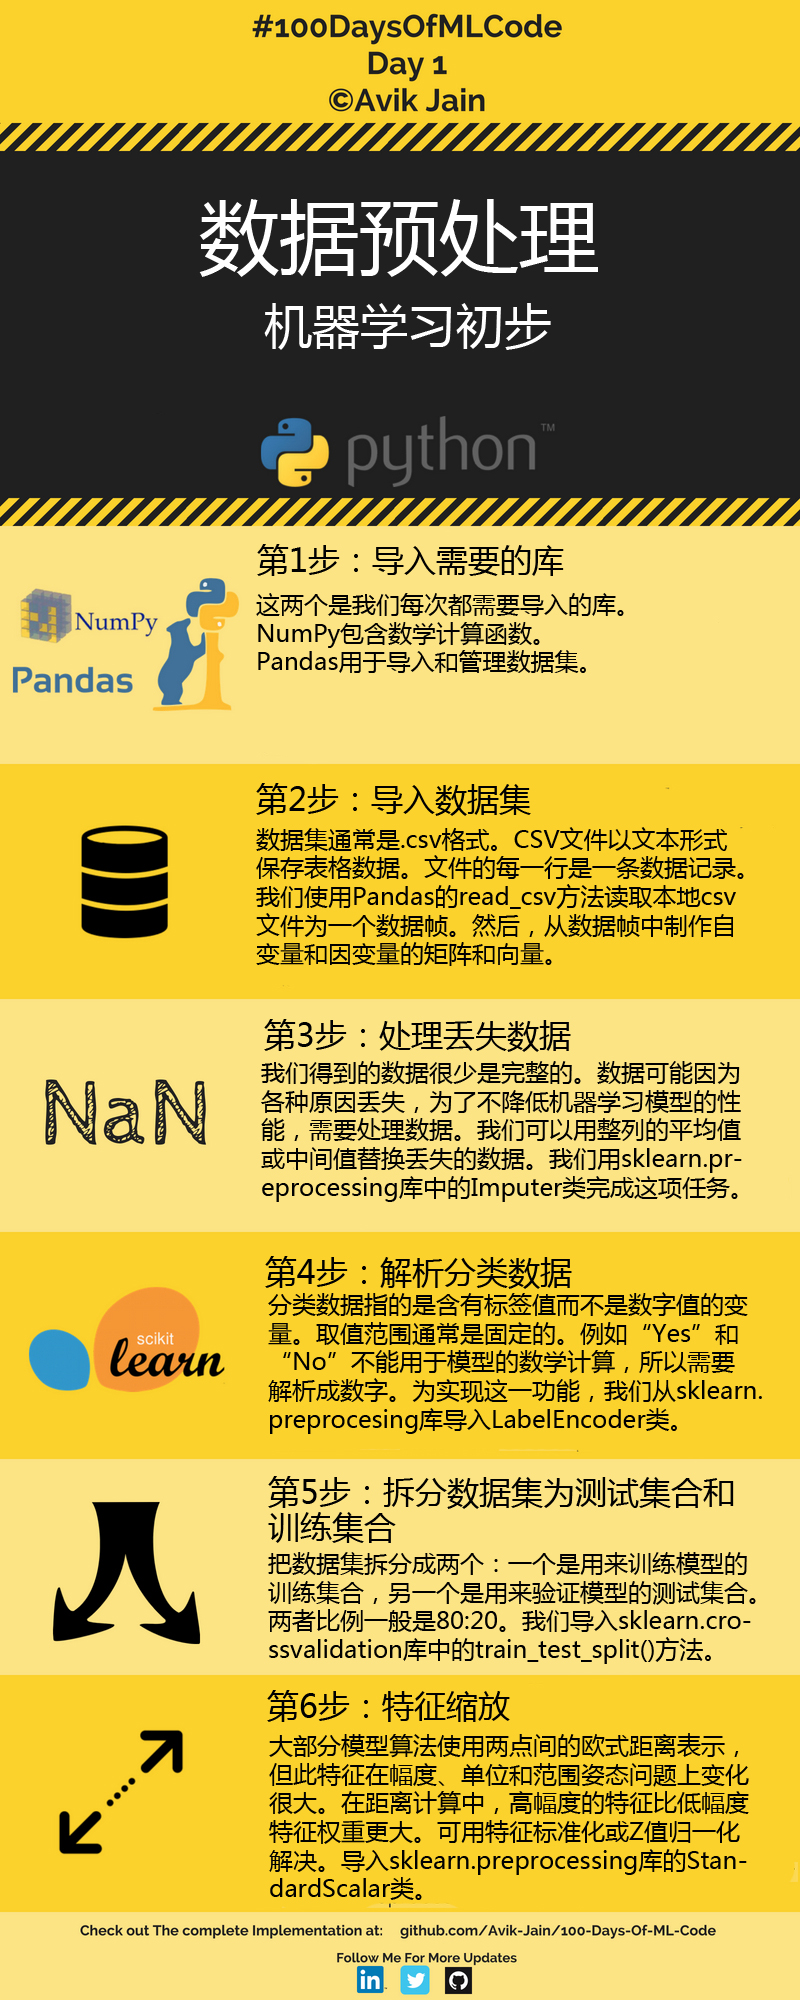 #100DaysOfMLCode
Day 1
©Avik Jain
数据预处理
机器学习初步
python™
第1步：导入需要的库
这两个是我们每次都需要导入的库。
NumPy包含数学计算函数。
Pandas用于导入和管理数据集。
NumPy
Pandas
第2步：导入数据集
数据集通常是.csv格式。CSV文件以文本形式
保存表格数据。文件的每一行是一条数据记录。
我们使用Pandas的read_csv方法读取本地csv
文件为一个数据帧。然后，从数据帧中制作自
变量和因变量的矩阵和向量。
第3步：处理丢失数据
我们得到的数据很少是完整的。数据可能因为
各种原因丢失，为了不降低机器学习模型的性
能，需要处理数据。我们可以用整列的平均值
或中间值替换丢失的数据。我们用sklearn.pr-
eprocessing库中的Imputer类完成这项任务。
NaN
第4步：解析分类数据
分类数据指的是含有标签值而不是数字值的变
量。取值范围通常是固定的。例如“Yes”和
“No”不能用于模型的数学计算，所以需要
解析成数字。为实现这一功能，我们从sklearn.
preprocesing库导入LabelEncoder类。
scikit
learn
第5步：拆分数据集为测试集合和
训练集合
把数据集拆分成两个：一个是用来训练模型的
训练集合，另一个是用来验证模型的测试集合。
两者比例一般是80:20。我们导入sklearn.cro-
ssvalidation库中的train_test_split()方法。
第6步：特征缩放
大部分模型算法使用两点间的欧式距离表示，
但此特征在幅度、单位和范围姿态问题上变化
很大。在距离计算中，高幅度的特征比低幅度
特征权重更大。可用特征标准化或Z值归一化
解决。导入sklearn.preprocessing库的Stan-
dardScalar类。
Check out The complete Implementation at: github.com/Avik-Jain/100-Days-Of-ML-Code
Follow Me For More Updates
in